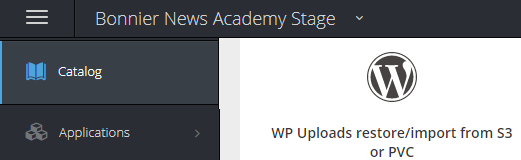 Bonnier News Academy Stage
Catalog
Applications
WP Uploads restore/import from S3
or PVC